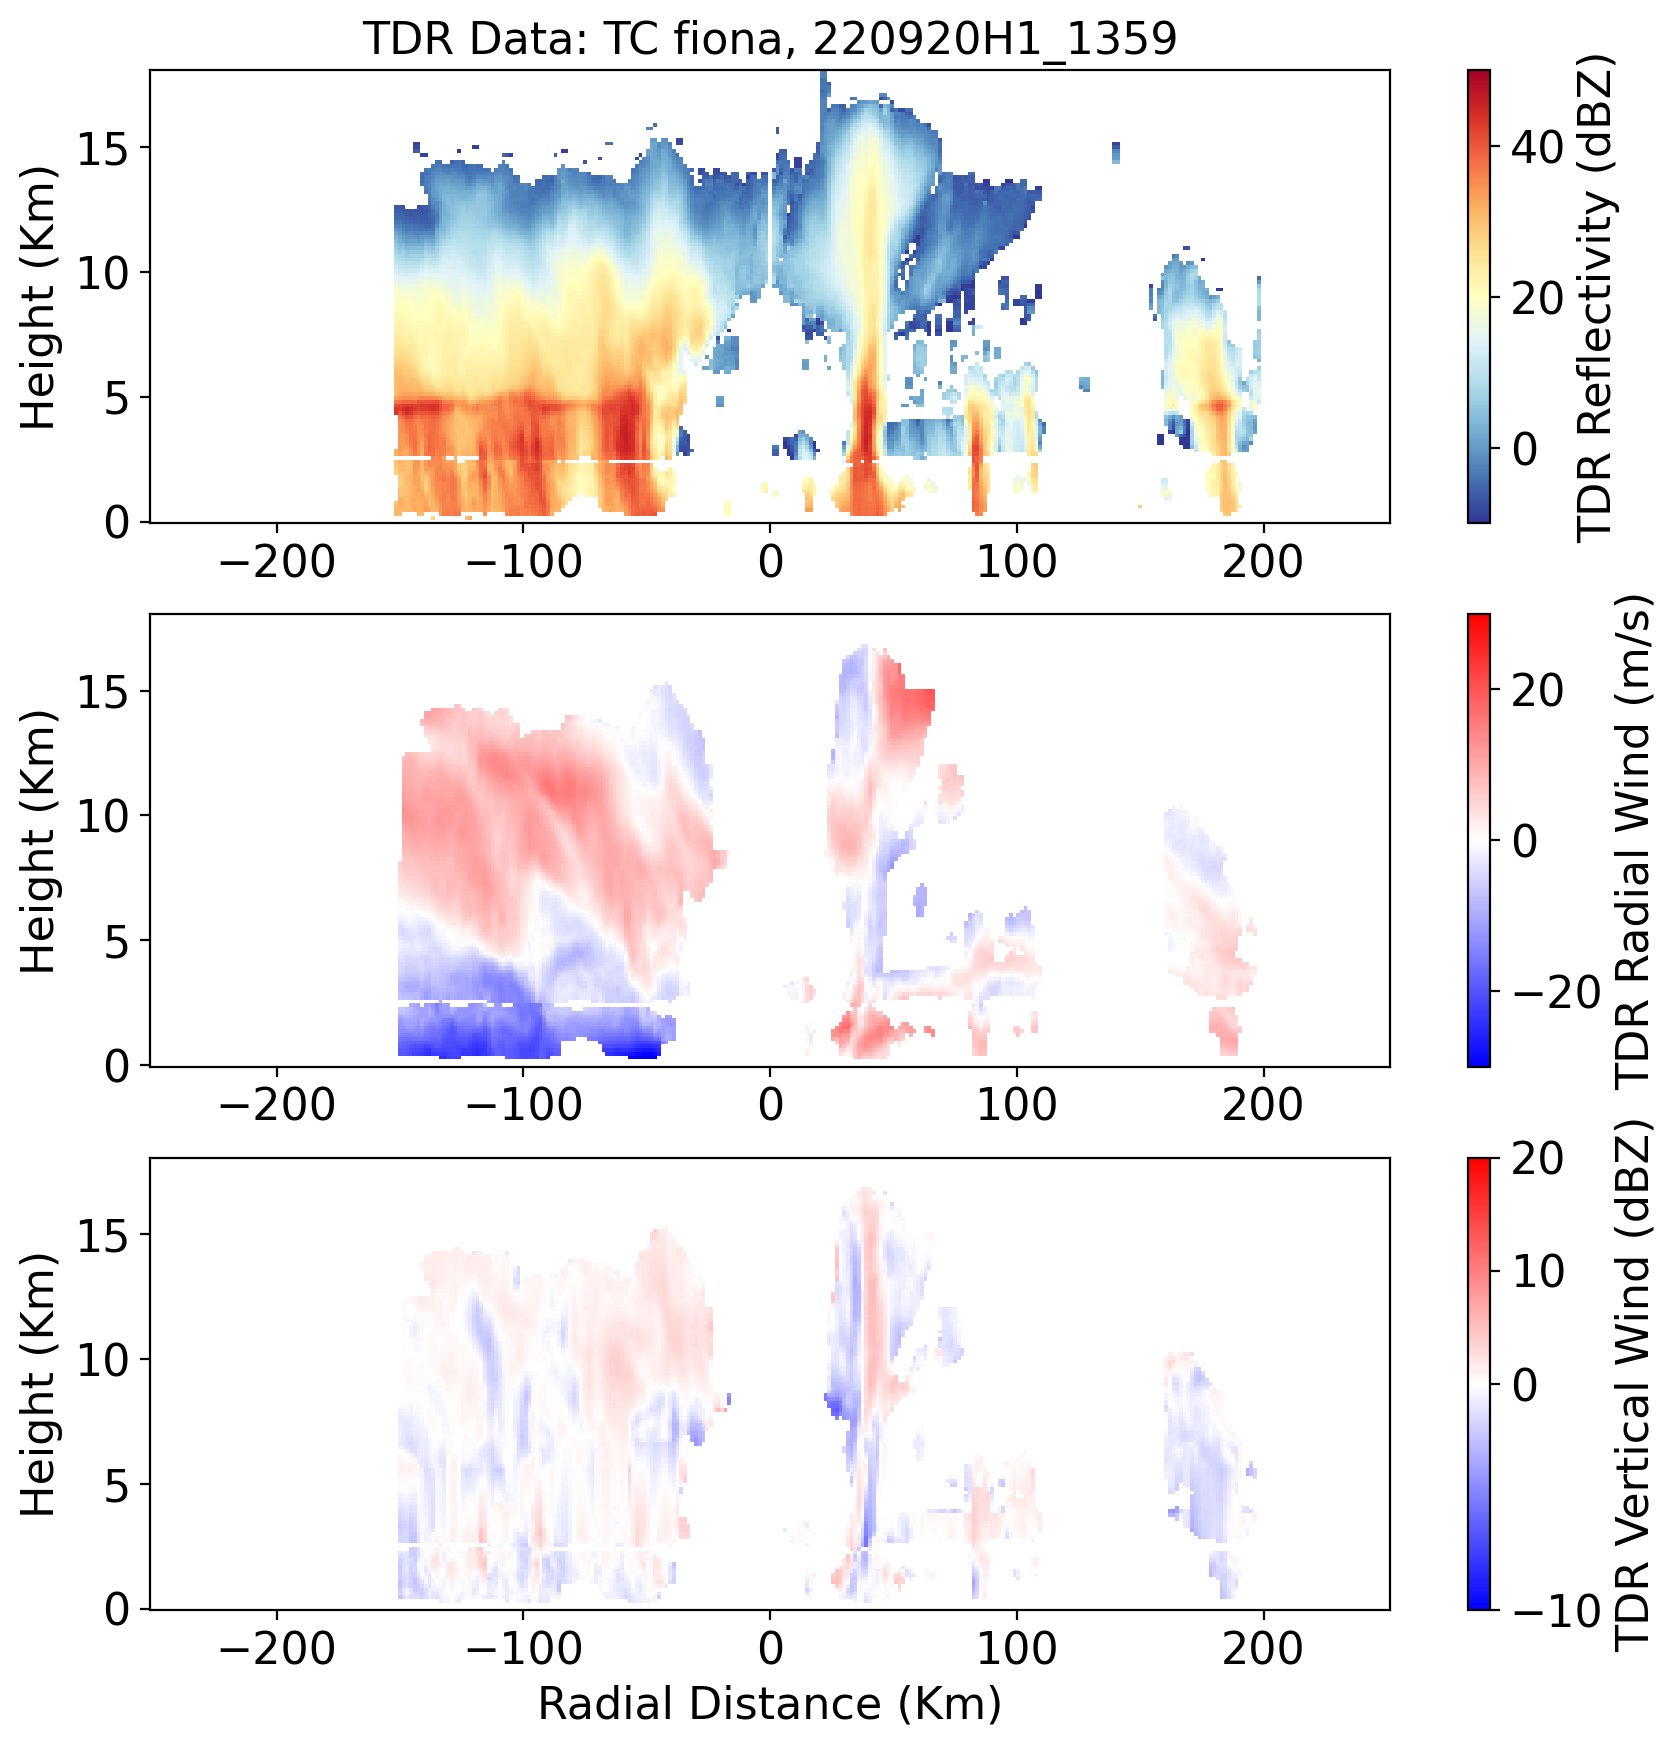 TDR Data: TC fiona, 220920H1_1359
15
10
5
0
Height (Km)
−200 −100 0 100 200
40
20
0
TDR Reflectivity (dBZ)
15
10
5
0
Height (Km)
−200 −100 0 100 200
20
0
−20
TDR Radial Wind (m/s)
15
10
5
0
Height (Km)
−200 −100 0 100 200
Radial Distance (Km)
20
10
0
−10
TDR Vertical Wind (dBZ)